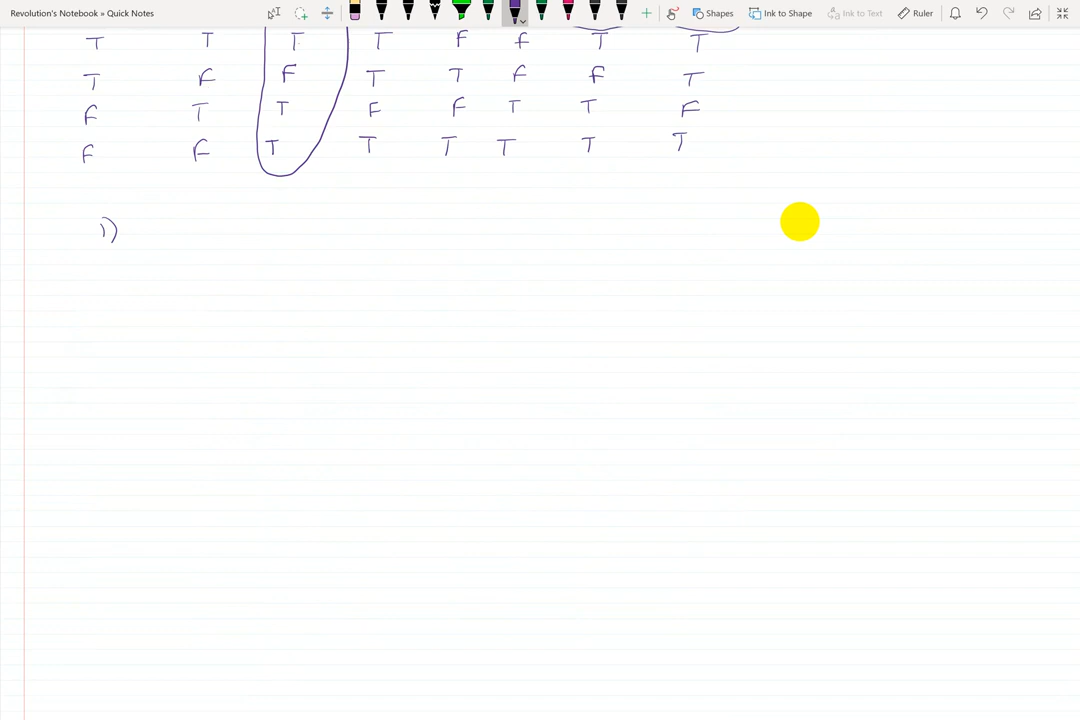 Revolution's Notebook » Quick Notes Shapes Ink to Shape Ink to Text Ruler
T T T T F f T T
T F F T T F F T
F T T F F T T F
F F T T T T T T
1)